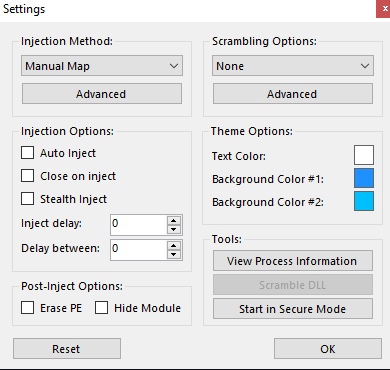 Settings
x
Injection Method:
Manual Map
Advanced
Scrambling Options:
None
Advanced
Injection Options:
Auto Inject
Close on inject
Stealth Inject
Inject delay: 0
Delay between: 0
Theme Options:
Text Color:
Background Color #1:
Background Color #2:
Post-Inject Options:
Erase PE Hide Module
Tools:
View Process Information
Scramble DLL
Start in Secure Mode
Reset
OK